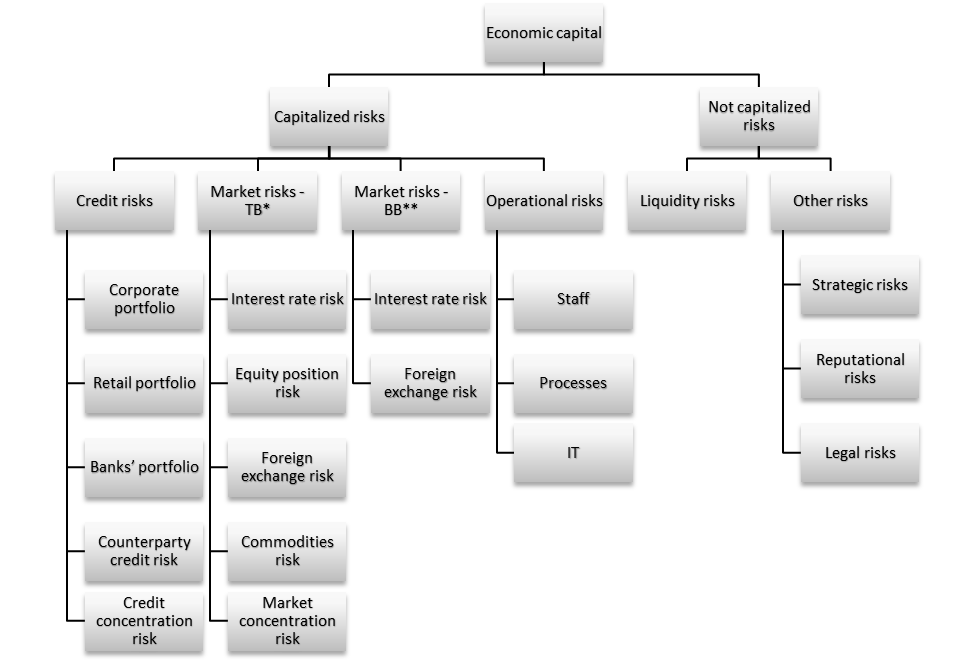 Economic capital
Capitalized risks
Not capitalized
risks
Credit risks
Market risks -
TB*
Market risks -
BB**
Operational risks
Liquidity risks
Other risks
Corporate
portfolio
Retail portfolio
Banks’ portfolio
Counterparty
credit risk
Credit
concentration
risk
Interest rate risk
Equity position
risk
Foreign
exchange risk
Commodities
risk
Market
concentration
risk
Interest rate risk
Foreign
exchange risk
Staff
Processes
IT
Strategic risks
Reputational
risks
Legal risks